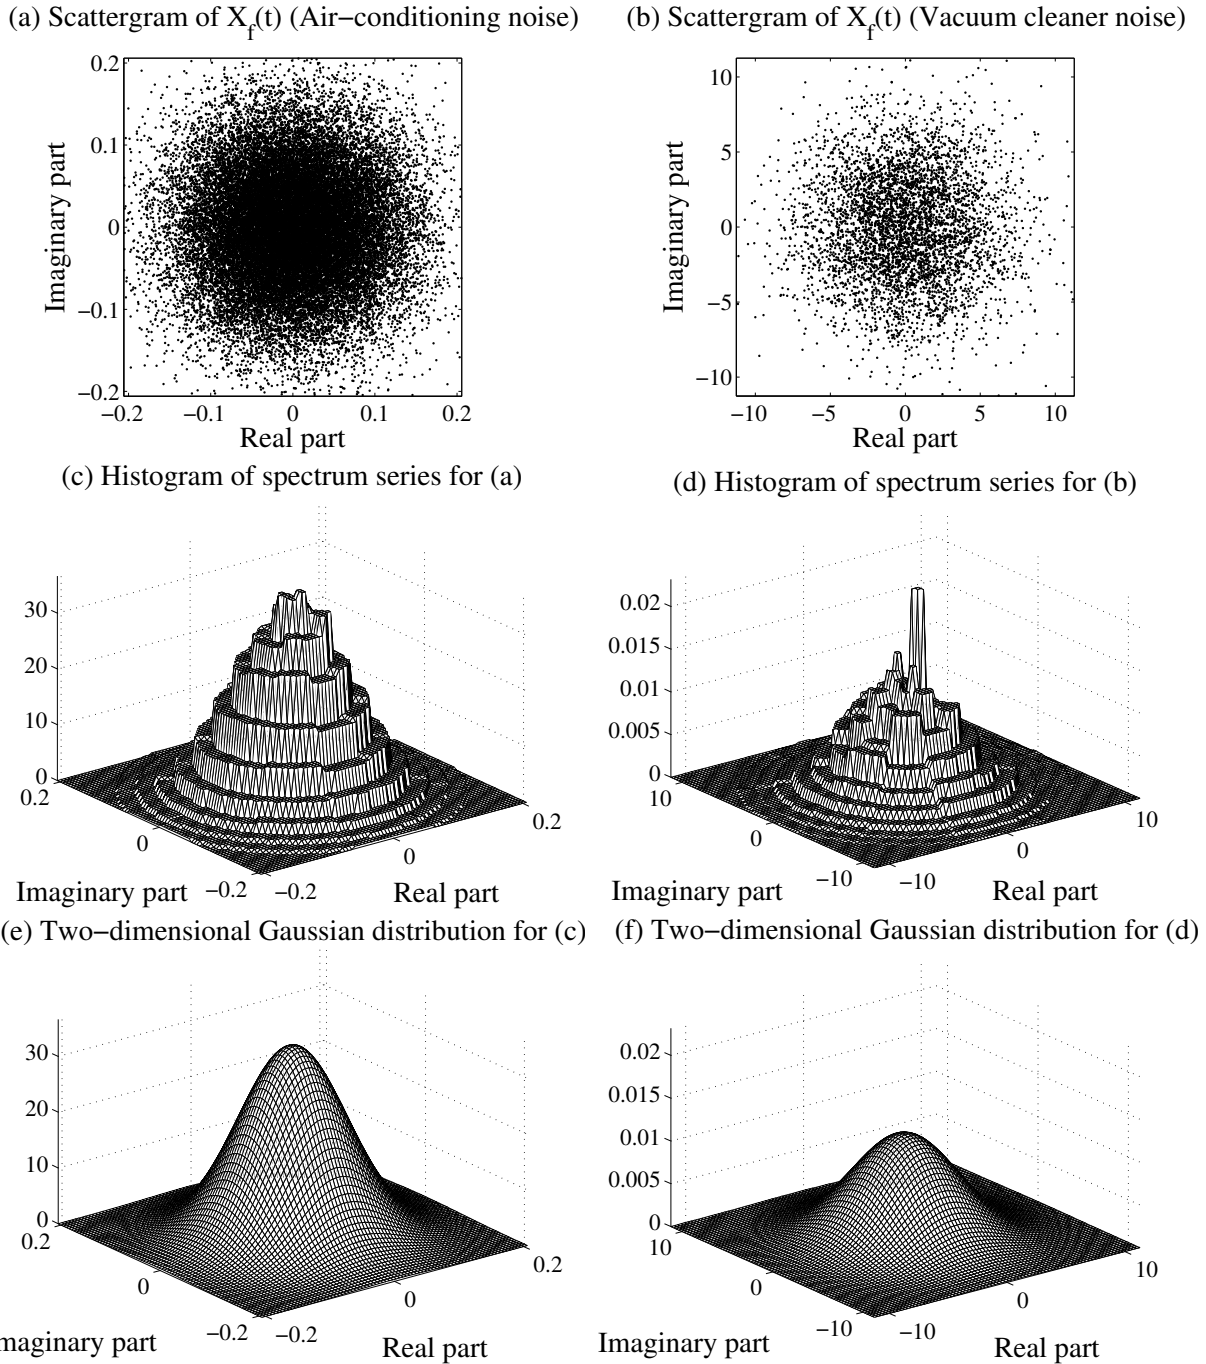 (a) Scattergram of X_f(t) (Air−conditioning noise)
(b) Scattergram of X_f(t) (Vacuum cleaner noise)
0.2
0.1
0
−0.1
−0.2
Imaginary part
−0.2 −0.1 0 0.1 0.2
Real part
10
5
0
−5
−10
Imaginary part
−10 −5 0 5 10
Real part
(c) Histogram of spectrum series for (a)
(d) Histogram of spectrum series for (b)
30
20
10
0
0.2
0
−0.2
Imaginary part
−0.2
0
0.2
Real part
0.02
0.015
0.01
0.005
0
10
0
−10
Imaginary part
−10
0
10
Real part
(e) Two−dimensional Gaussian distribution for (c)
(f) Two−dimensional Gaussian distribution for (d)
30
20
10
0
0.2
0
−0.2
maginary part
−0.2
0
0.2
Real part
0.02
0.015
0.01
0.005
0
10
0
−10
Imaginary part
−10
0
10
Real part